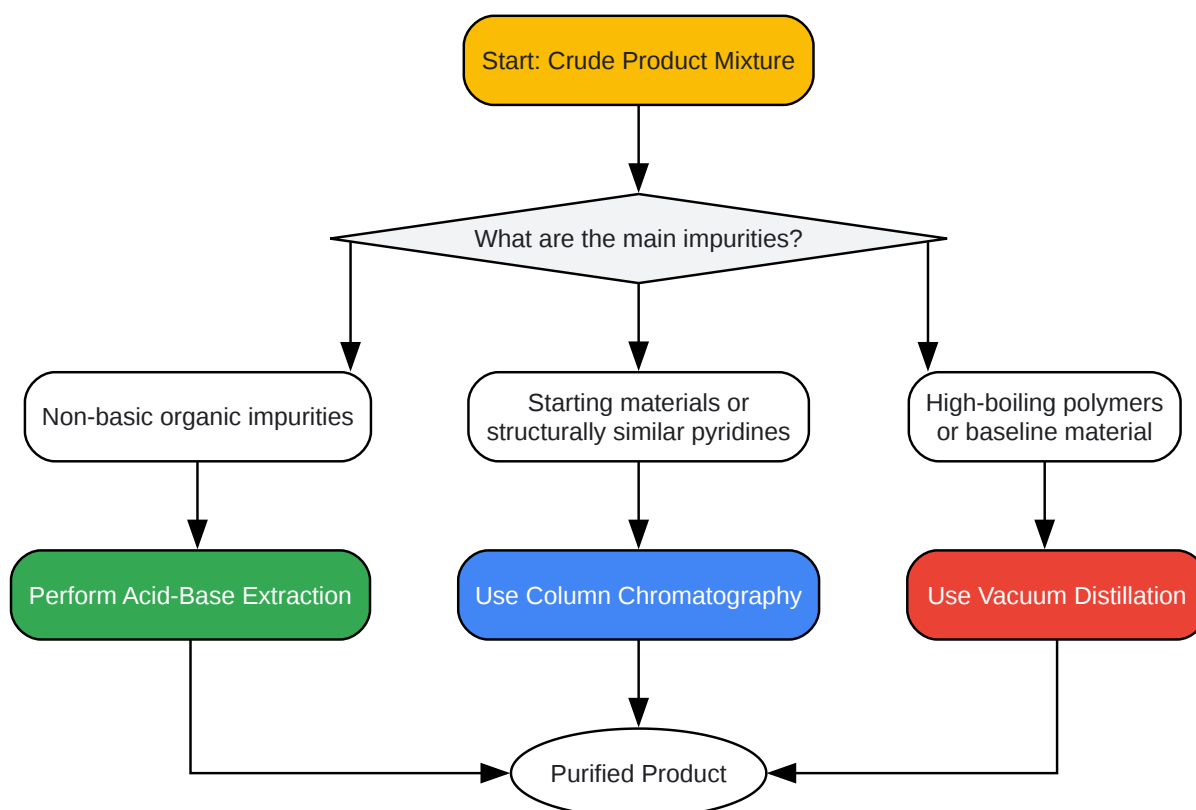 Start: Crude Product Mixture
What are the main impurities?
Non-basic organic impurities
Starting materials or
structurally similar pyridines
High-boiling polymers
or baseline material
Perform Acid-Base Extraction
Use Column Chromatography
Use Vacuum Distillation
Purified Product